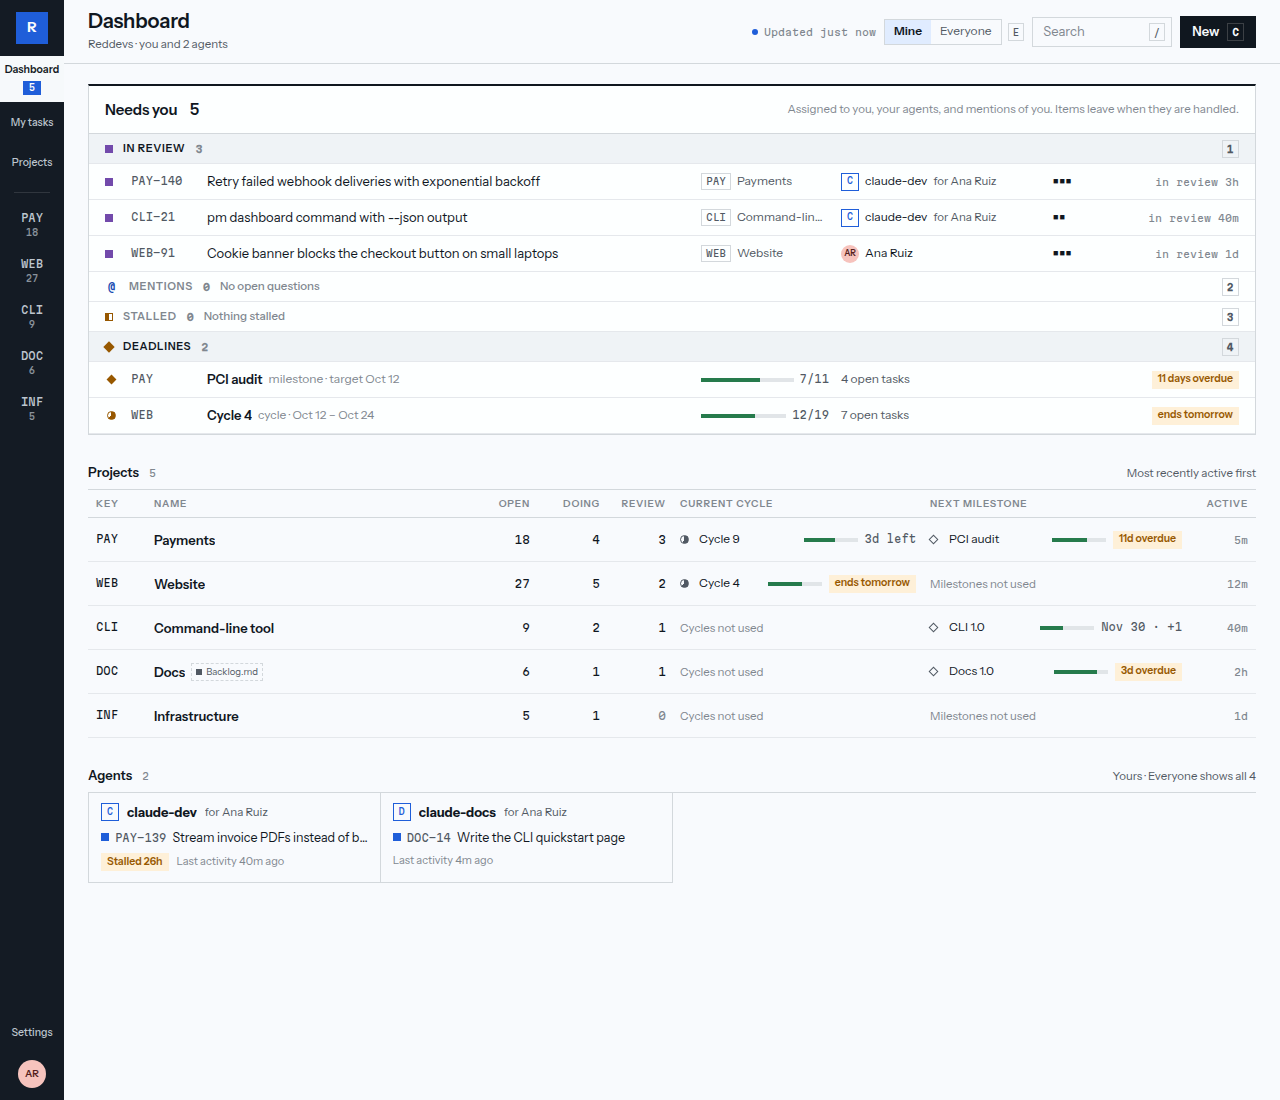 R
Dashboard
5
My tasks
Projects
PAY
18
WEB
27
CLI
9
DOC
6
INF
5
Settings
AR
Dashboard
Reddevs · you and 2 agents
Updated just now
Mine Everyone E
Search /
New C
Needs you 5
Assigned to you, your agents, and mentions of you. Items leave when they are handled.
IN REVIEW 3 1
PAY-140 Retry failed webhook deliveries with exponential backoff PAY Payments C claude-dev for Ana Ruiz in review 3h
CLI-21 pm dashboard command with --json output CLI Command-lin... C claude-dev for Ana Ruiz in review 40m
WEB-91 Cookie banner blocks the checkout button on small laptops WEB Website AR Ana Ruiz in review 1d
@ MENTIONS 0 No open questions 2
STALLED 0 Nothing stalled 3
DEADLINES 2 4
PAY PCI audit milestone · target Oct 12 7/11 4 open tasks 11 days overdue
WEB Cycle 4 cycle · Oct 12 – Oct 24 12/19 7 open tasks ends tomorrow
Projects 5 Most recently active first
KEY NAME OPEN DOING REVIEW CURRENT CYCLE NEXT MILESTONE ACTIVE
PAY Payments 18 4 3 Cycle 9 3d left PCI audit 11d overdue 5m
WEB Website 27 5 2 Cycle 4 ends tomorrow Milestones not used 12m
CLI Command-line tool 9 2 1 Cycles not used CLI 1.0 Nov 30 · +1 40m
DOC Docs Backlog.md 6 1 1 Cycles not used Docs 1.0 3d overdue 2h
INF Infrastructure 5 1 0 Cycles not used Milestones not used 1d
Agents 2 Yours · Everyone shows all 4
C claude-dev for Ana Ruiz
PAY-139 Stream invoice PDFs instead of b...
Stalled 26h Last activity 40m ago
D claude-docs for Ana Ruiz
DOC-14 Write the CLI quickstart page
Last activity 4m ago